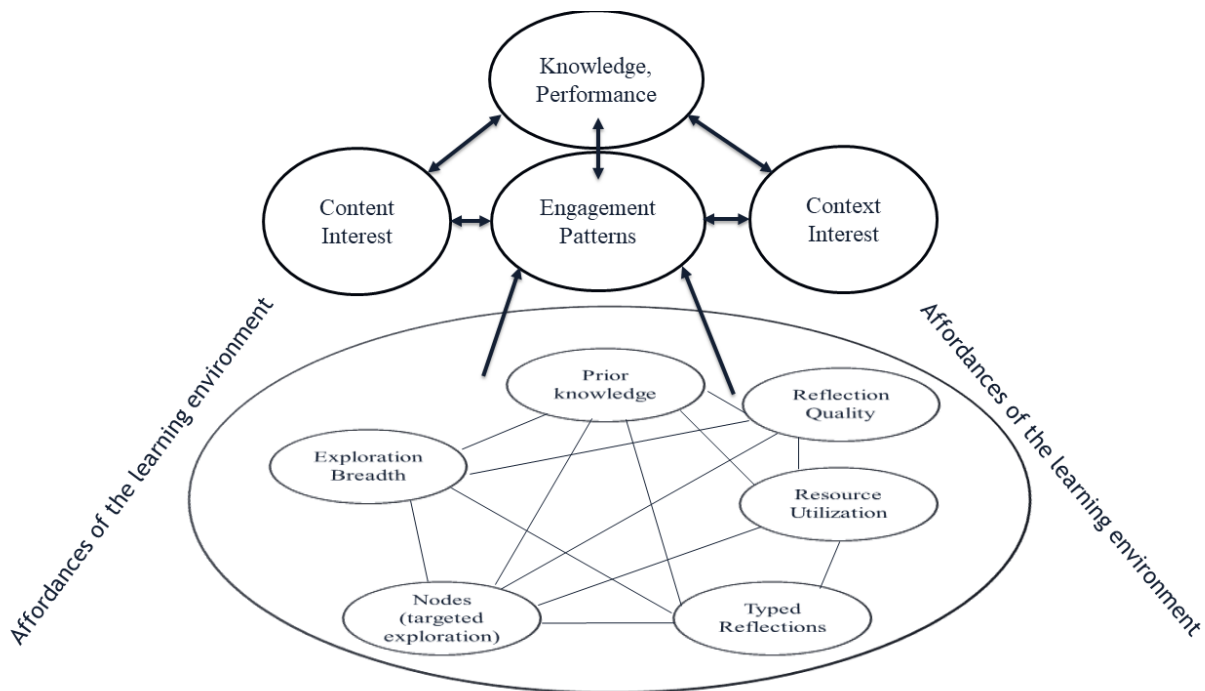 Knowledge,
Performance
Content
Interest
Engagement
Patterns
Context
Interest
Affordances of the learning environment
Affordances of the learning environment
Prior
knowledge
Reflection
Quality
Exploration
Breadth
Resource
Utilization
Nodes
(targeted
exploration)
Typed
Reflections